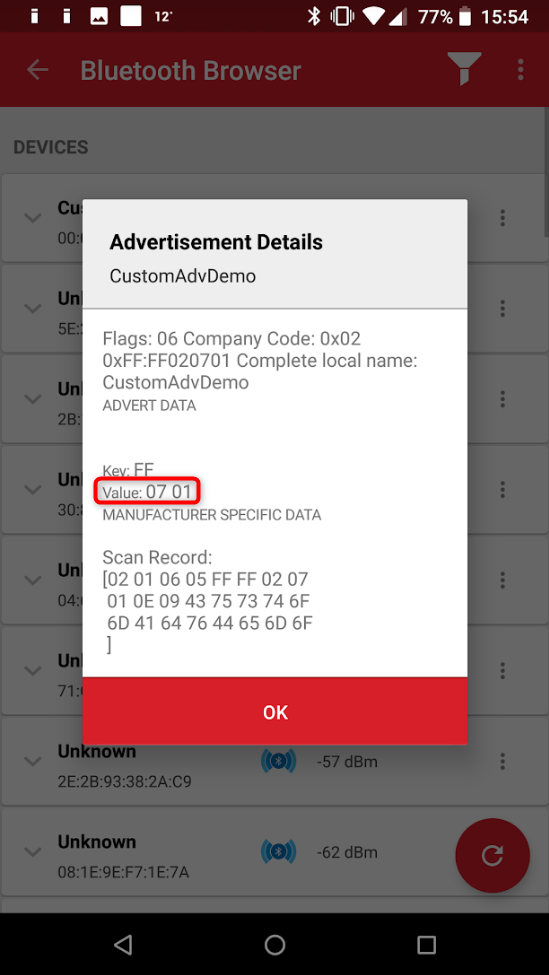 12° 77% 15:54
Bluetooth Browser
DEVICES
Cu
00:
Advertisement Details
CustomAdvDemo
Un
5E:
Flags: 06 Company Code: 0x02
0xFF:FF020701 Complete local name:
CustomAdvDemo
ADVERT DATA
Un
2B:
Key: FF
Value: 07 01
MANUFACTURER SPECIFIC DATA
Un
30:8
Scan Record:
[02 01 06 05 FF FF 02 07
01 0E 09 43 75 73 74 6F
6D 41 64 76 44 65 6D 6F
]
Un
04:
Un
71:
OK
Unknown
2E:2B:93:38:2A:C9 -57 dBm
Unknown
08:1E:9E:F7:1E:7A -62 dBm